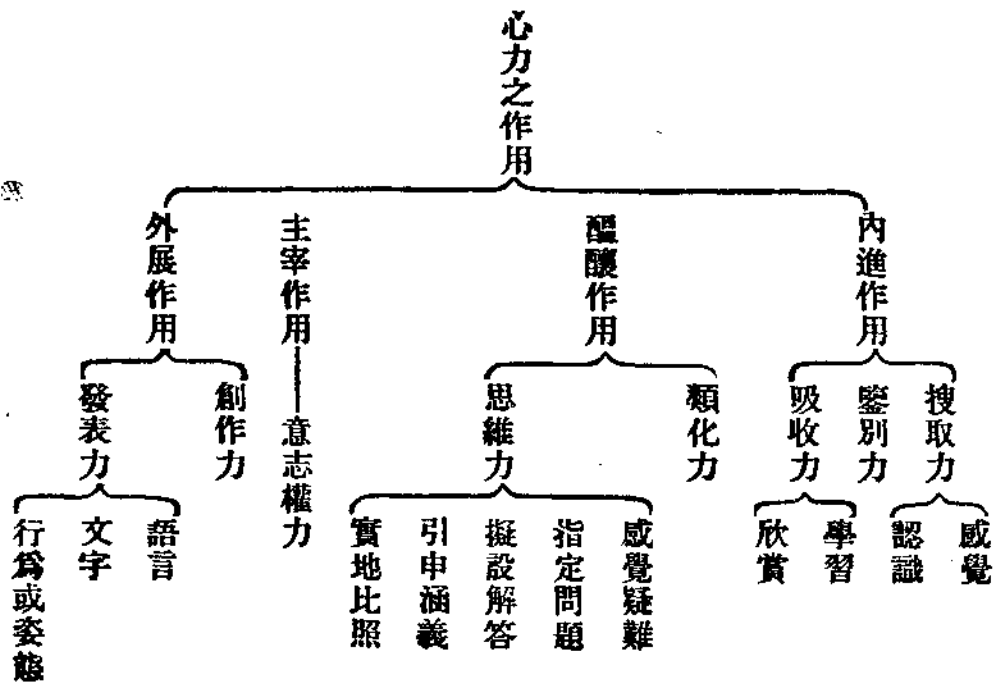 心力之作用
內進作用
搜取力
感覺
認識
鑒別力
吸收力
學習
欣賞
醞釀作用
類化力
思維力
感覺疑難
指定問題
擬設解答
引申涵義
實地比照
主宰作用
意志權力
外展作用
創作力
發表力
語言
文字
行爲或姿態